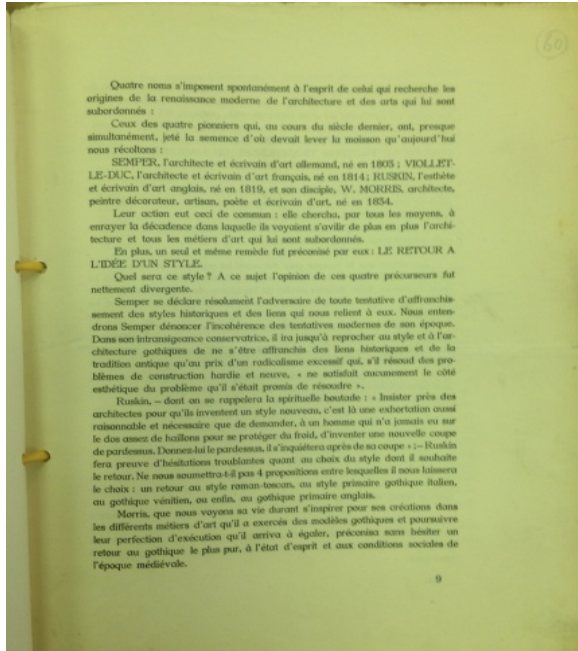 60
Quatre noms s'imposent spontanément à l'esprit de celui qui recherche les
origines de la renaissance moderne de l'architecture et des arts qui lui sont
subordonnés :
Ceux des quatre pionniers qui, au cours du siècle dernier, ont, presque
simultanément, jeté la semence d'où devait lever la moisson qu'aujourd'hui
nous récoltons :
SEMPER, l'architecte et écrivain d'art allemand, né en 1803 ; VIOLLET-
LE-DUC, l'architecte et écrivain d'art français, né en 1814 ; RUSKIN, l'esthète
et écrivain d'art anglais, né en 1819, et son disciple, W. MORRIS, architecte,
peintre décorateur, artisan, poète et écrivain d'art, né en 1834.
Leur action eut ceci de commun : elle chercha, par tous les moyens, à
enrayer la décadence dans laquelle ils voyaient s'avilir de plus en plus l'archi-
tecture et tous les métiers d'art qui lui sont subordonnés.
En plus, un seul et même remède fut préconisé par eux : LE RETOUR A
L'IDÉE D'UN STYLE.
Quel sera ce style ? A ce sujet l'opinion de ces quatre précurseurs fut
nettement divergente.
Semper se déclare résolument l'adversaire de toute tentative d'affranchis-
sement des styles historiques et des liens qui nous relient à eux. Nous enten-
drons Semper dénoncer l'incohérence des tentatives modernes de son époque.
Dans son intransigeance conservatrice, il ira jusqu'à reprocher au style et à l'ar-
chitecture gothiques de ne s'être affranchis des liens historiques et de la
tradition antique qu'au prix d'un radicalisme excessif qui, s'il résoud des pro-
blèmes de construction hardie et neuve, « ne satisfait aucunement le côté
esthétique du problème qu'il s'était promis de résoudre ».
Ruskin, – dont on se rappelera la spirituelle boutade : « Insister près des
architectes pour qu'ils inventent un style nouveau, c'est là une exhortation aussi
raisonnable et nécessaire que de demander, à un homme qui n'a jamais eu sur
le dos assez de haillons pour se protéger du froid, d'inventer une nouvelle coupe
de pardessus. Donnez-lui le pardessus, il s'inquiétera après de sa coupe » ; – Ruskin
fera preuve d'hésitations troublantes quant au choix du style dont il souhaite
le retour. Ne nous soumettra-t-il pas 4 propositions entre lesquelles il nous laissera
le choix : un retour au style roman-toscan, au style primaire gothique italien,
au gothique vénitien, ou enfin, au gothique primaire anglais.
Morris, que nous voyons sa vie durant s'inspirer pour ses créations dans
les différents métiers d'art qu'il a exercés des modèles gothiques et poursuivre
leur perfection d'exécution qu'il arriva à égaler, préconisa sans hésiter un
retour au gothique le plus pur, à l'état d'esprit et aux conditions sociales de
l'époque médiévale.
9